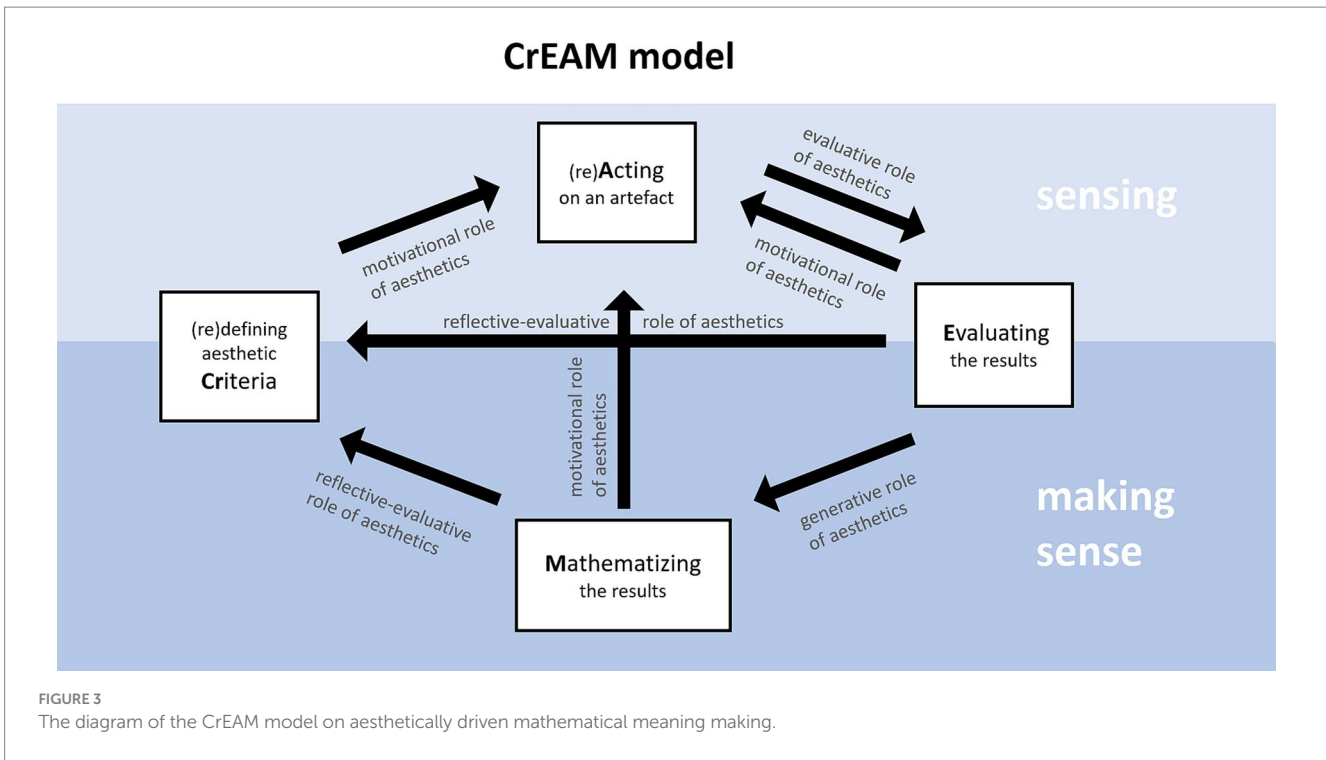 CrEAM model
(re)Acting
on an artefact
evaluative role
of aesthetics
sensing
motivational role
of aesthetics
motivational role
of aesthetics
(re)defining
aesthetic
Criteria
reflective-evaluative role of aesthetics
Evaluating
the results
motivational role
of aesthetics
reflective-evaluative
role of aesthetics
generative role
of aesthetics
making
sense
Mathematizing
the results
FIGURE 3
The diagram of the CrEAM model on aesthetically driven mathematical meaning making.